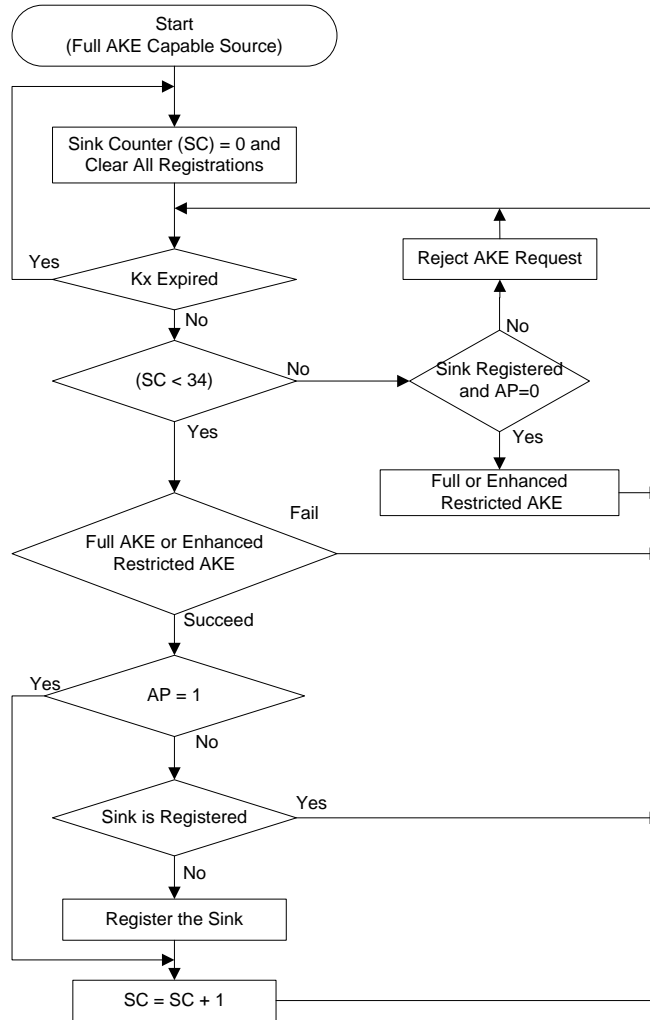 Start
(Full AKE Capable Source)
Sink Counter (SC) = 0 and
Clear All Registrations
Yes
Kx Expired
Reject AKE Request
No
No
(SC < 34)
No
Sink Registered
and AP=0
Yes
Yes
Full or Enhanced
Restricted AKE
Fail
Full AKE or Enhanced
Restricted AKE
Succeed
Yes
AP = 1
No
Sink is Registered
Yes
No
Register the Sink
SC = SC + 1